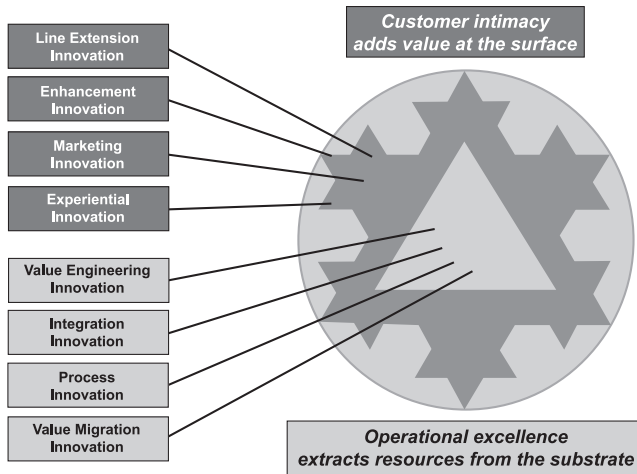 Line Extension
Innovation
Enhancement
Innovation
Marketing
Innovation
Experiential
Innovation
Value Engineering
Innovation
Integration
Innovation
Process
Innovation
Value Migration
Innovation
Customer intimacy
adds value at the surface
Operational excellence
extracts resources from the substrate